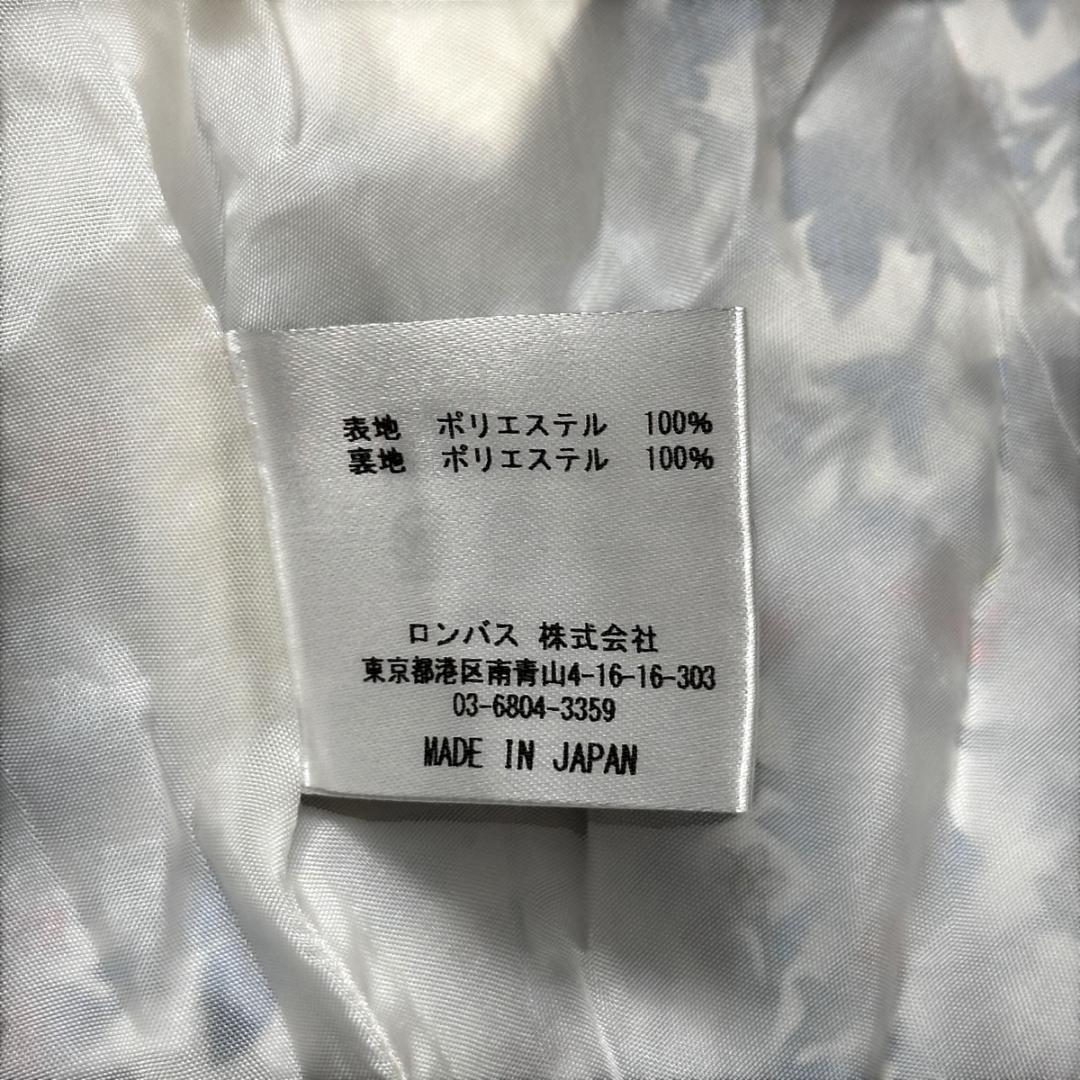 表地 ポリエステル 100%
裏地 ポリエステル 100%
ロンバス 株式会社
東京都港区南青山4-16-16-303
03-6804-3359
MADE IN JAPAN